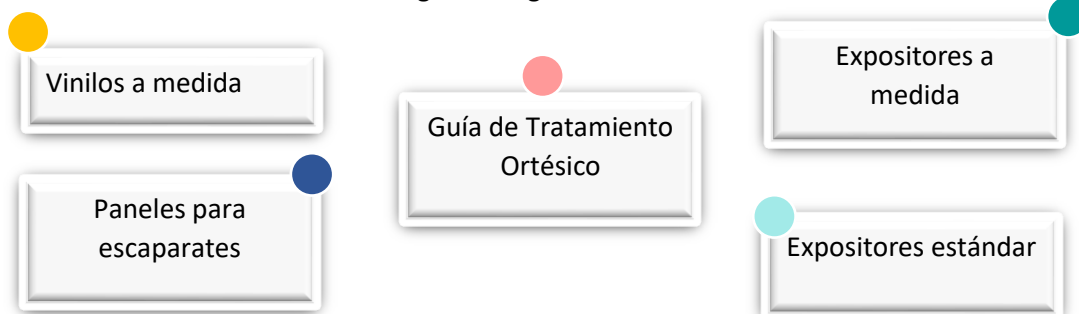 Vinilos a medida
Guía de Tratamiento
Ortésico
Expositores a
medida
Paneles para
escaparates
Expositores estándar